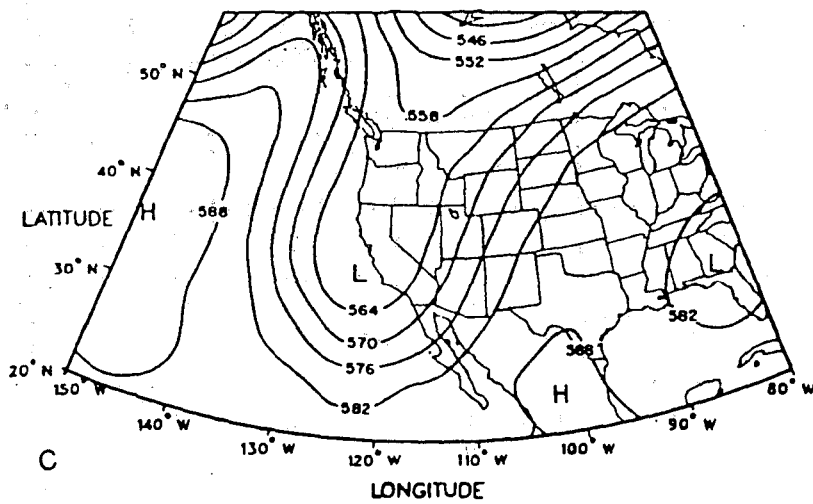 546
552
50° N
.558
40° N
LATITUDE H 588
30° N
L
L
564
582
570
588
576
20° N
150° W
582
H
80° W
140° W
90° W
130° W
100° W
120° W
110° W
C
LONGITUDE